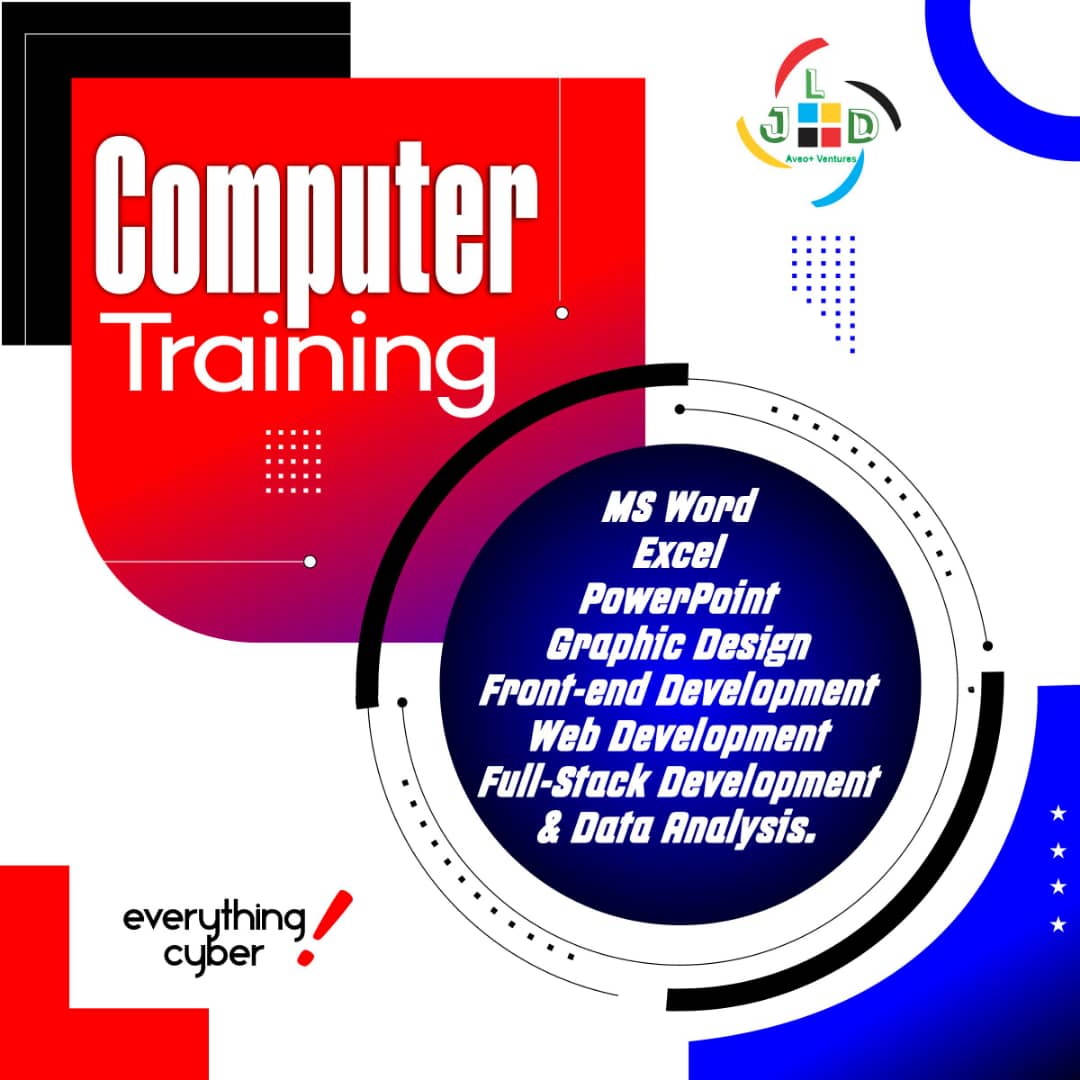 Computer
Training
L
J D
Aveo+ Ventures
MS Word
Excel
PowerPoint
Graphic Design
Front-end Development
Web Development
Full-Stack Development
& Data Analysis.
everything
cyber!